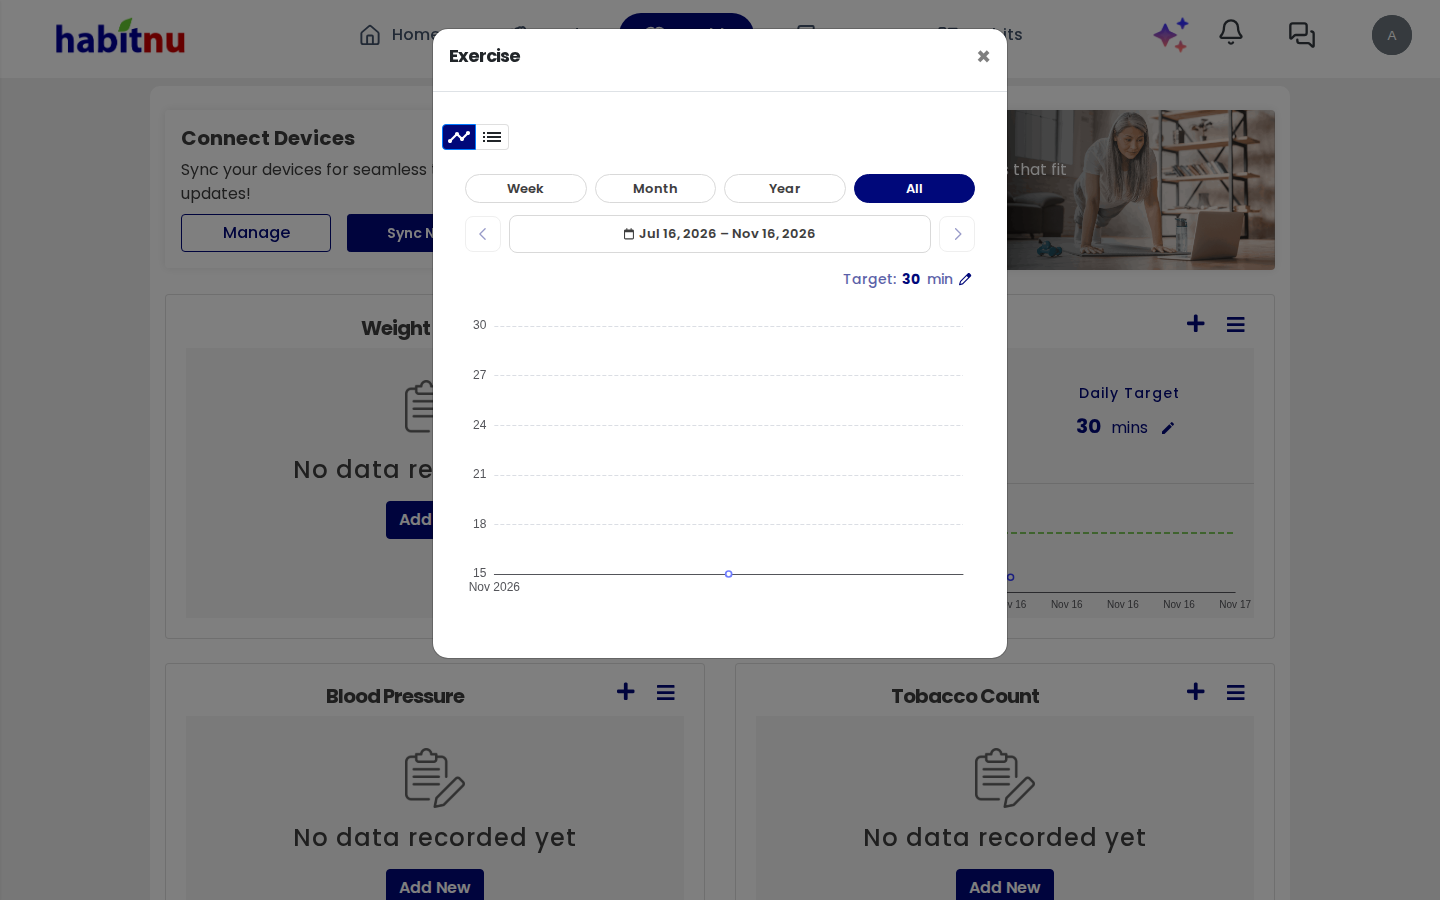 habitnu
Home
its
A
Exercise
×
Connect Devices
Sync your devices for seamless
updates!
that fit
Manage
Sync N
Week
Month
Year
All
Jul 16, 2026 – Nov 16, 2026
Target: 30 min
Weight
30
27
24
21
18
15
Nov 2026
No data re
Add
Daily Target
30 mins
v 16
Nov 16
Nov 16
Nov 16
Nov 17
Blood Pressure
No data recorded yet
Add New
Tobacco Count
No data recorded yet
Add New